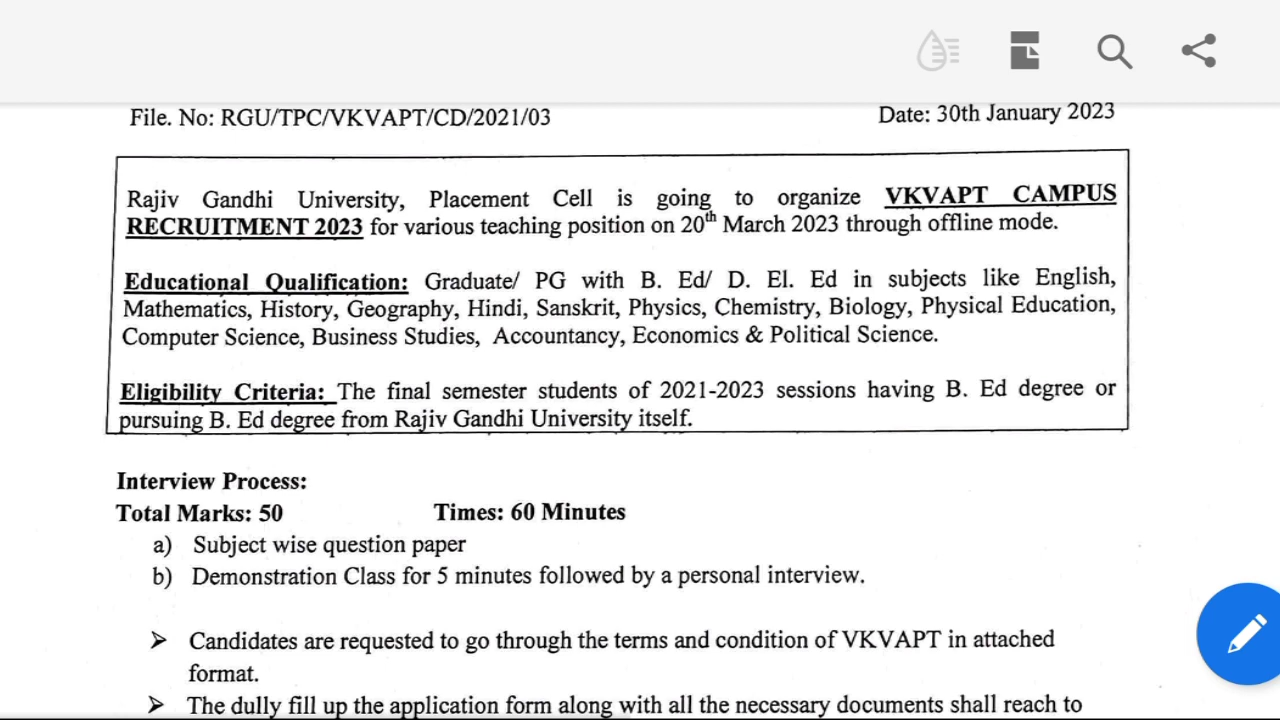 File. No: RGU/TPC/VKVAPT/CD/2021/03 Date: 30th January 2023
Rajiv Gandhi University, Placement Cell is going to organize VKVAPT CAMPUS
RECRUITMENT 2023 for various teaching position on 20th March 2023 through offline mode.
Educational Qualification: Graduate/ PG with B. Ed/ D. El. Ed in subjects like English,
Mathematics, History, Geography, Hindi, Sanskrit, Physics, Chemistry, Biology, Physical Education,
Computer Science, Business Studies, Accountancy, Economics & Political Science.
Eligibility Criteria: The final semester students of 2021-2023 sessions having B. Ed degree or
pursuing B. Ed degree from Rajiv Gandhi University itself.
Interview Process:
Total Marks: 50 Times: 60 Minutes
a) Subject wise question paper
b) Demonstration Class for 5 minutes followed by a personal interview.
➢ Candidates are requested to go through the terms and condition of VKVAPT in attached
format.
➢ The dully fill up the application form along with all the necessary documents shall reach to